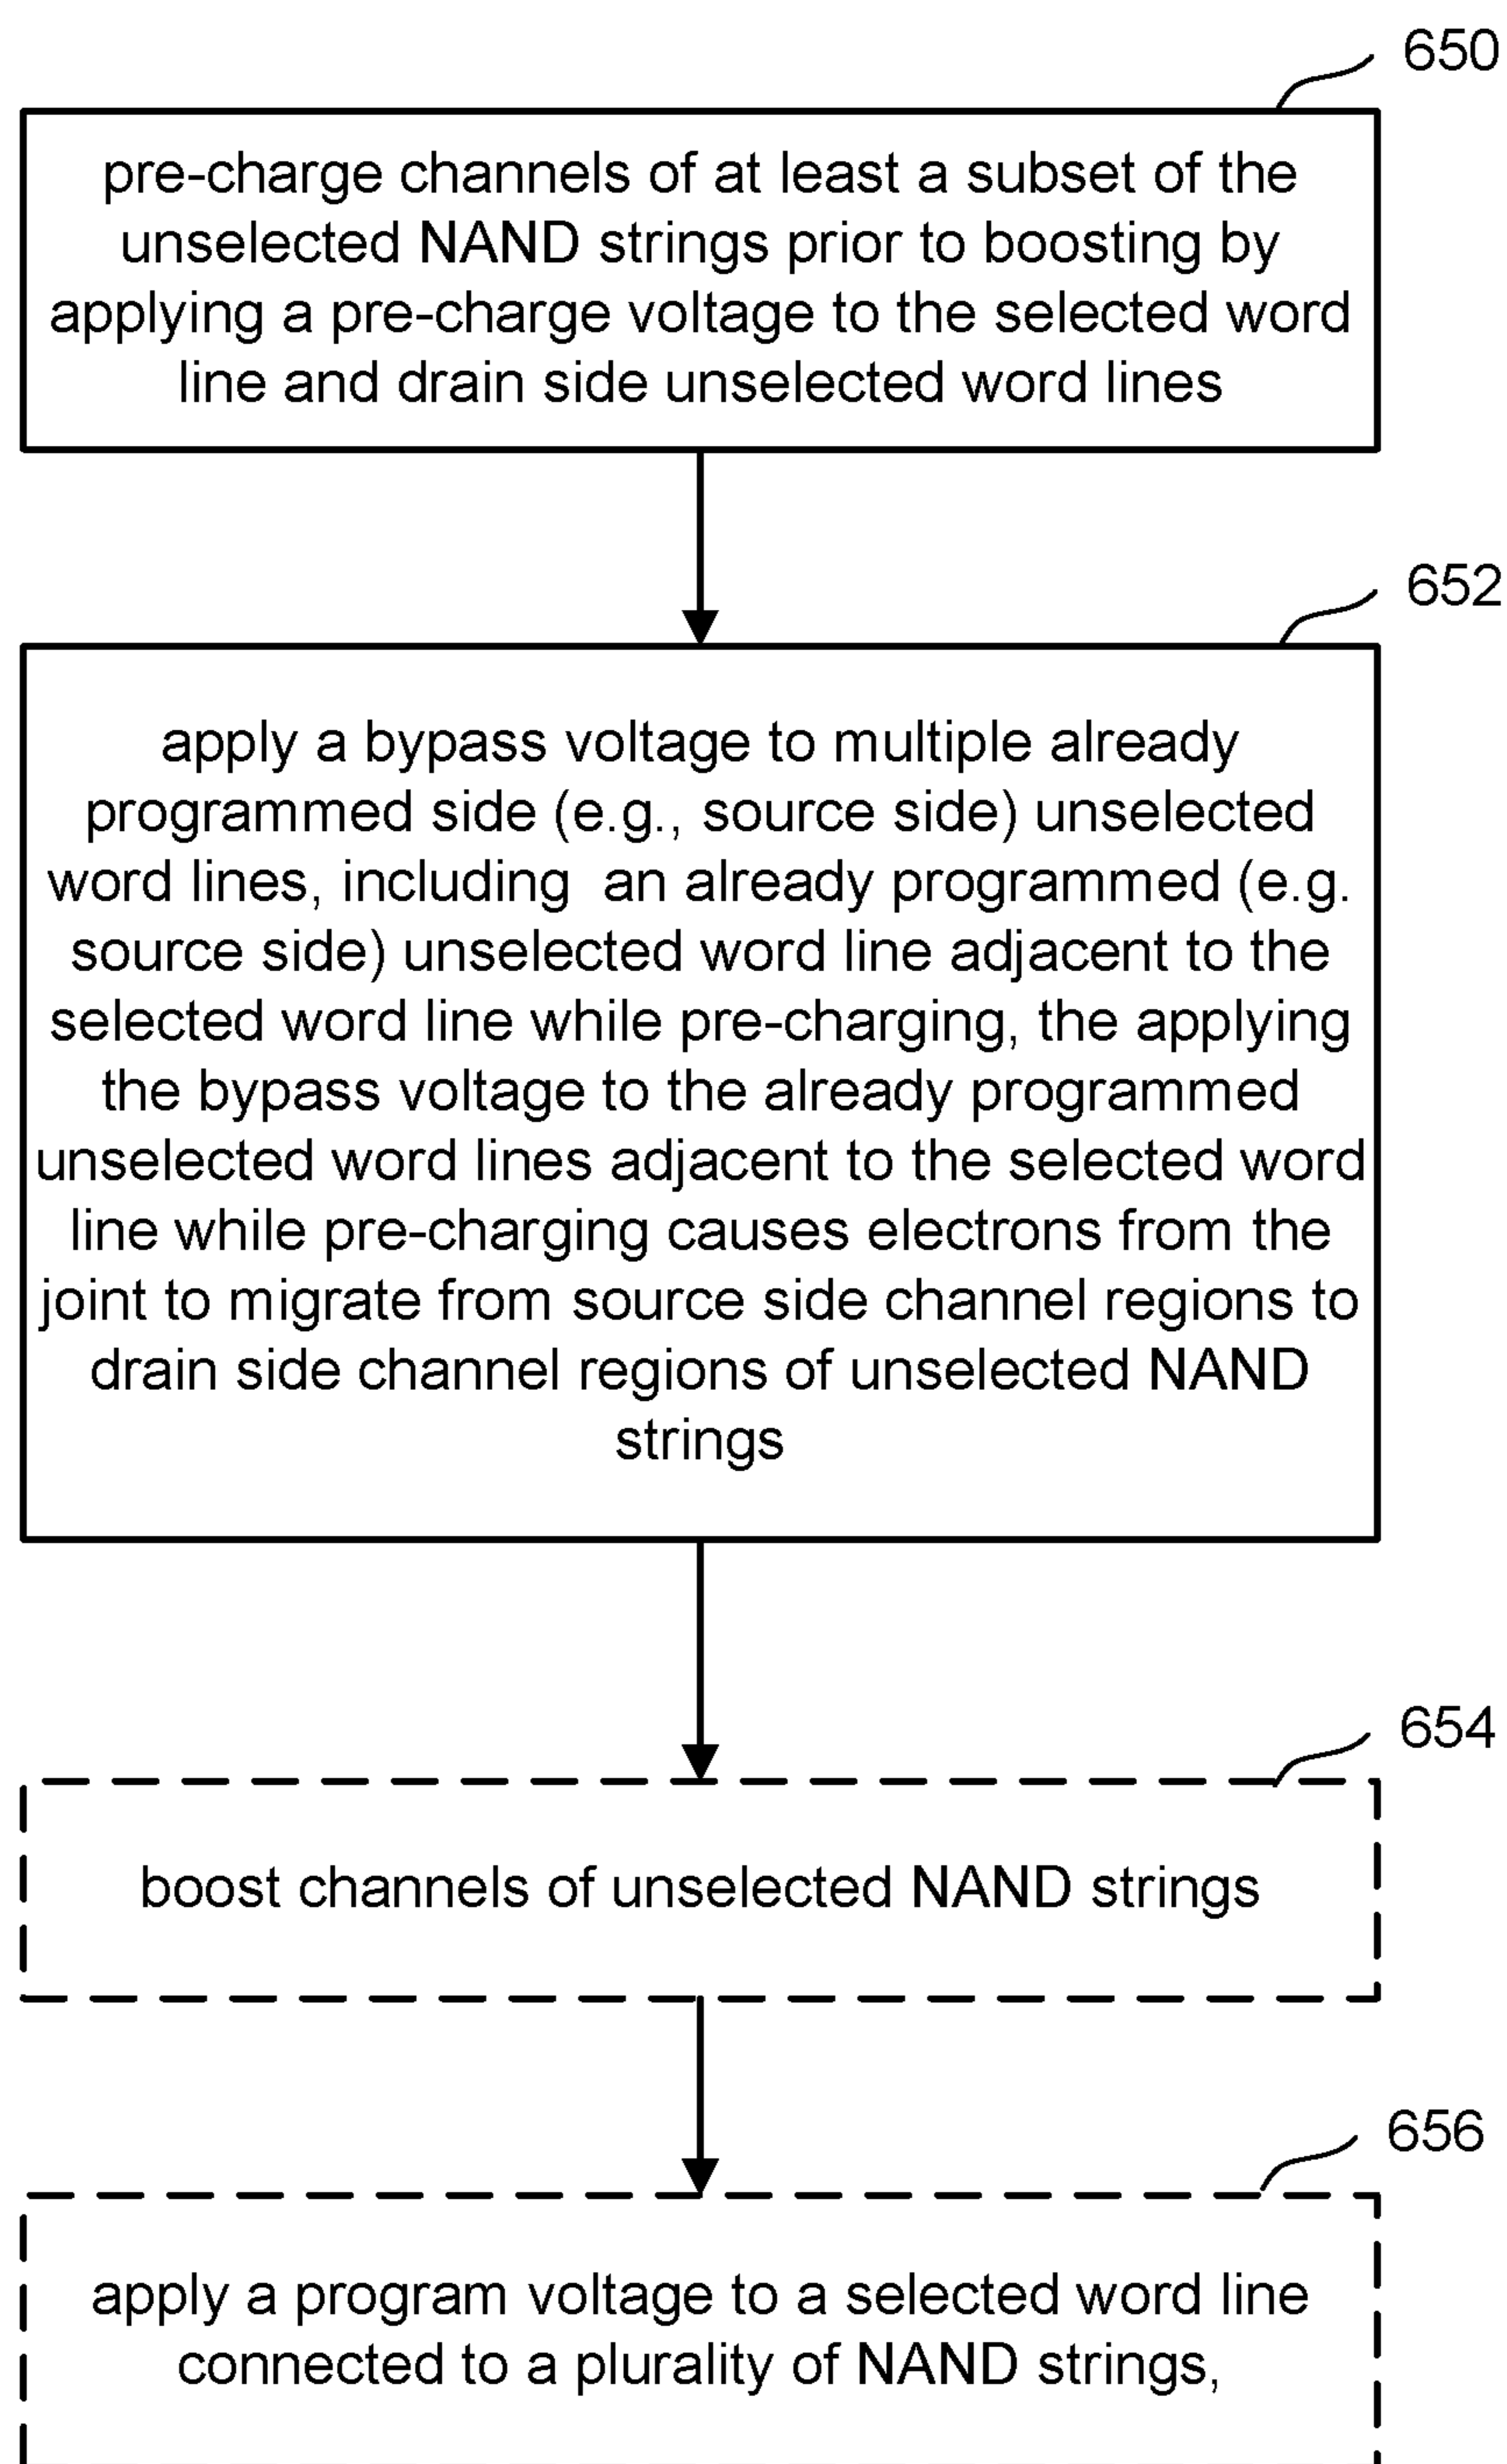 650
pre-charge channels of at least a subset of the
unselected NAND strings prior to boosting by
applying a pre-charge voltage to the selected word
line and drain side unselected word lines
652
apply a bypass voltage to multiple already
programmed side (e.g., source side) unselected
word lines, including an already programmed (e.g.
source side) unselected word line adjacent to the
selected word line while pre-charging, the applying
the bypass voltage to the already programmed
unselected word lines adjacent to the selected word
line while pre-charging causes electrons from the
joint to migrate from source side channel regions to
drain side channel regions of unselected NAND
strings
654
boost channels of unselected NAND strings
656
apply a program voltage to a selected word line
connected to a plurality of NAND strings,